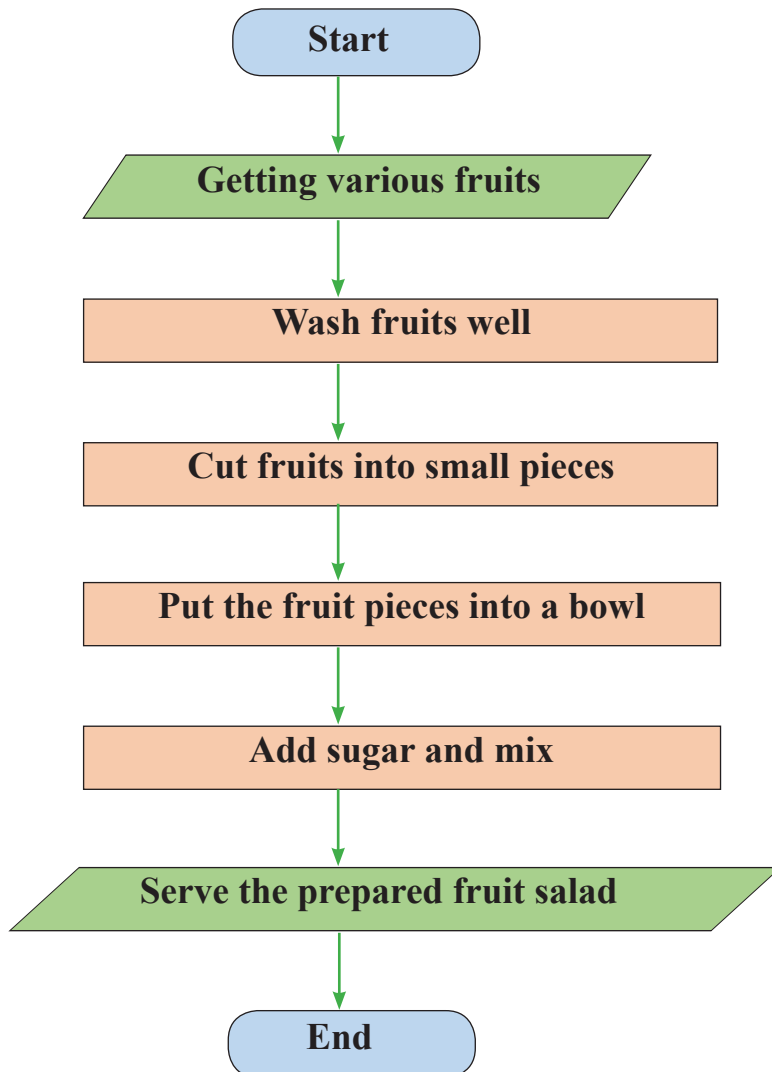 Start
Getting various fruits
Wash fruits well
Cut fruits into small pieces
Put the fruit pieces into a bowl
Add sugar and mix
Serve the prepared fruit salad
End